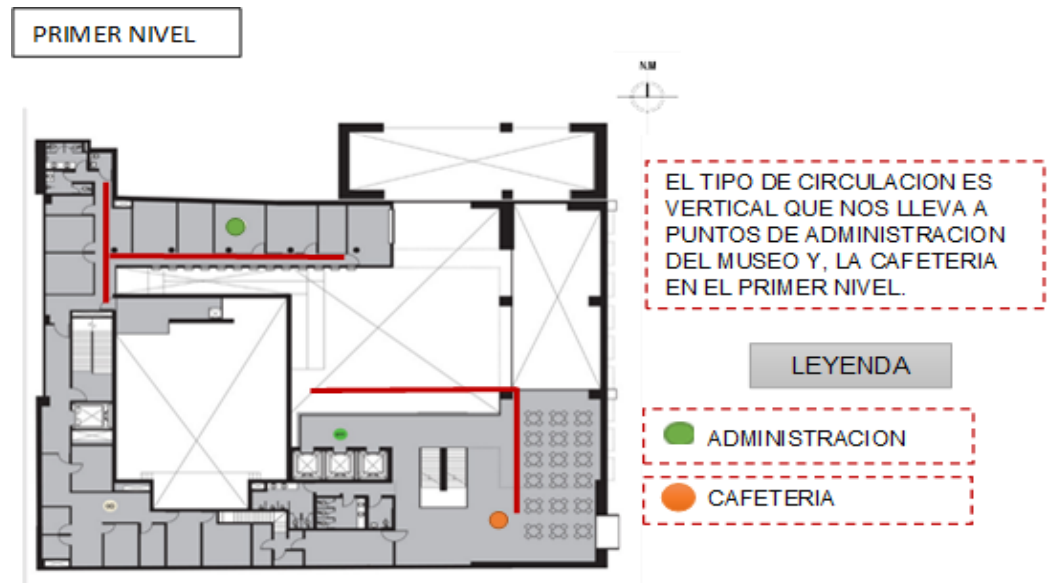 PRIMER NIVEL
N.M
EL TIPO DE CIRCULACION ES
VERTICAL QUE NOS LLEVA A
PUNTOS DE ADMINISTRACION
DEL MUSEO Y, LA CAFETERIA
EN EL PRIMER NIVEL.
LEYENDA
ADMINISTRACION
CAFETERIA